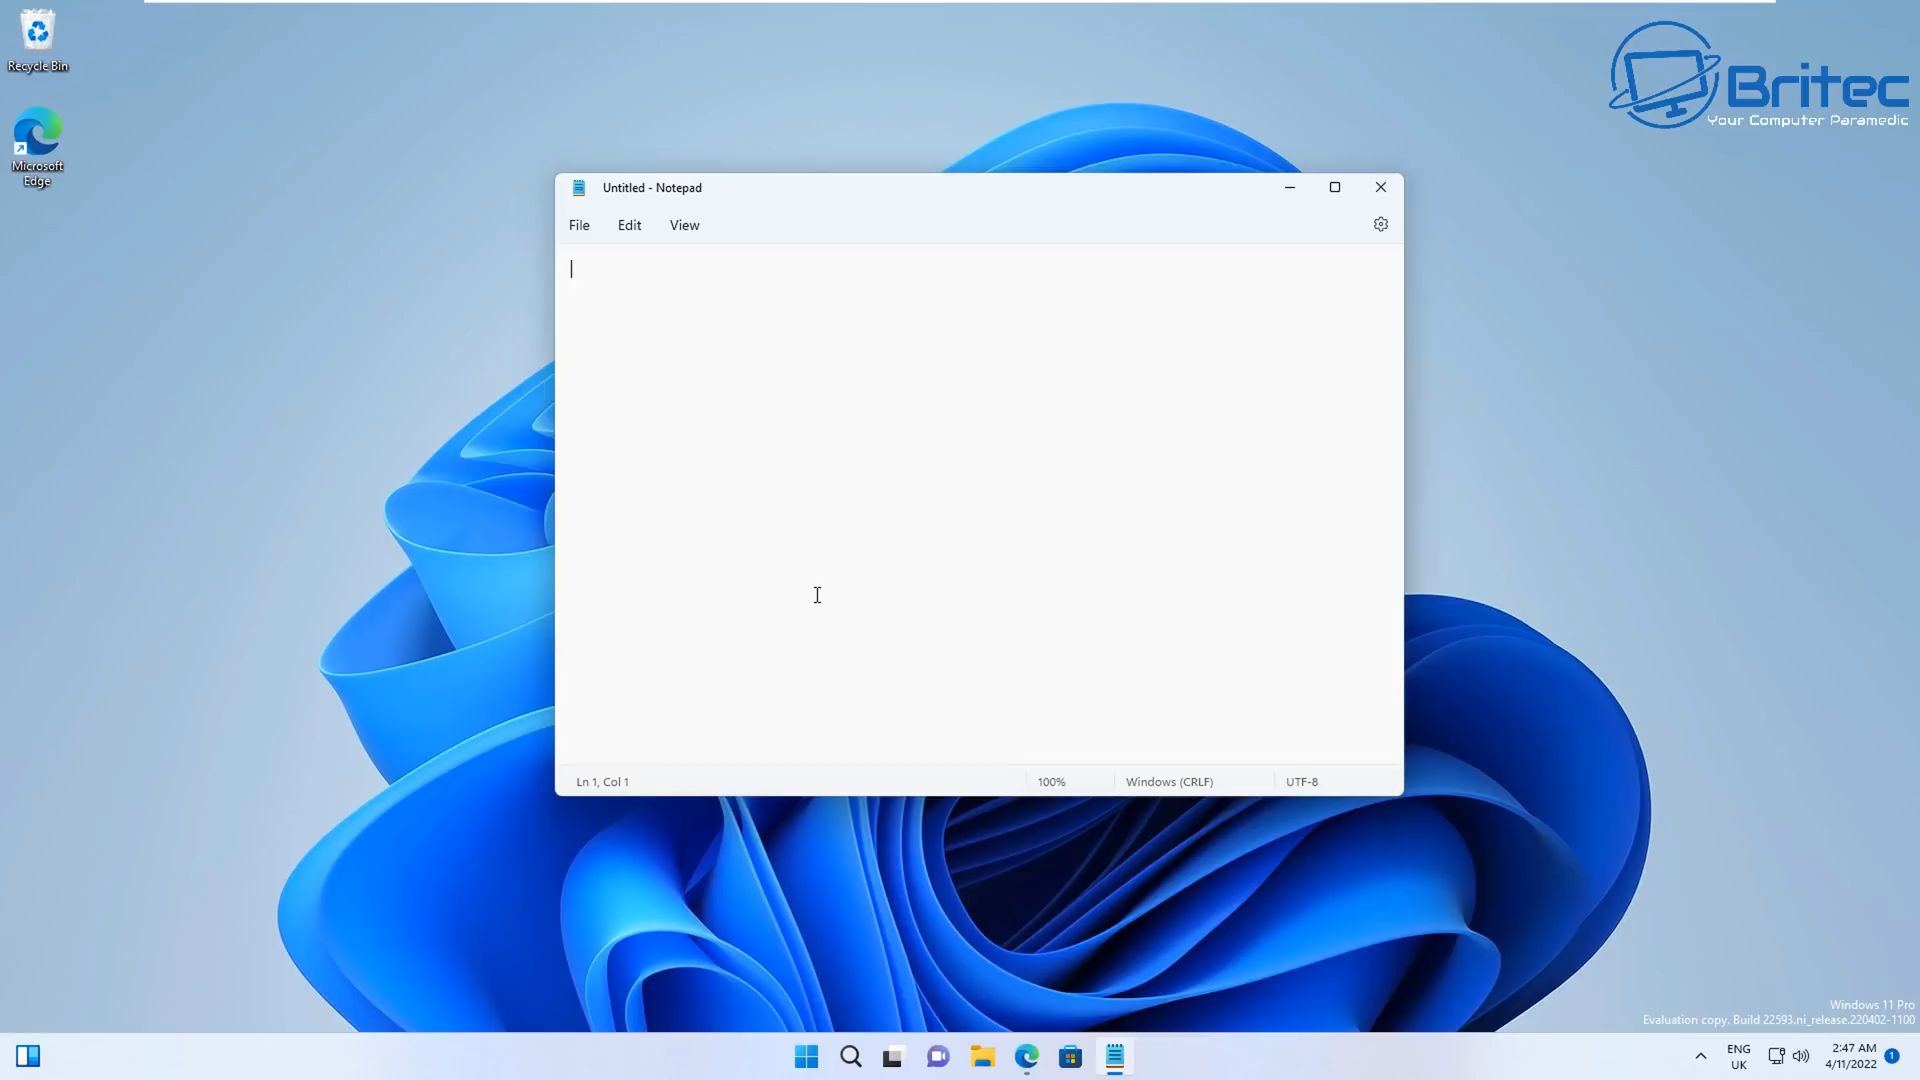 Recycle Bin
Microsoft
Edge
Britec
Your Computer Paramedic
Untitled - Notepad
File Edit View
Ln 1, Col 1 100% Windows (CRLF) UTF-8
Windows 11 Pro
Evaluation copy. Build 22593.ni_release.220402-1100
ENG
UK
2:47 AM
4/11/2022
1